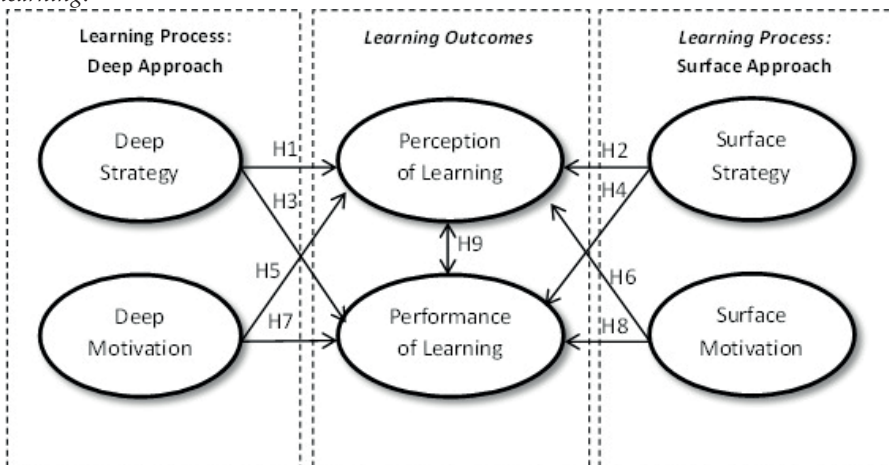 learning.
Learning Process:
Deep Approach
Learning Outcomes
Learning Process:
Surface Approach
Deep
Strategy
H1
Perception
of Learning
H2
Surface
Strategy
H3
H4
H9
H5
H6
Deep
Motivation
H7
Performance
of Learning
H8
Surface
Motivation